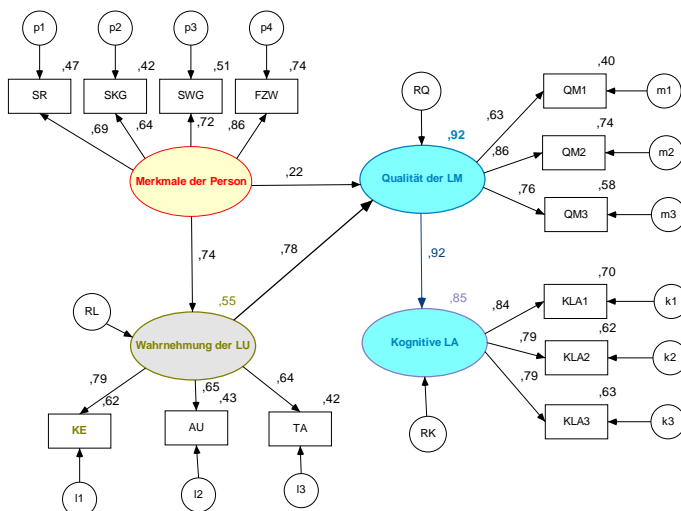 p1
p2
p3
p4
,47
,42
,51
,74
SR
SKG
SWG
FZW
,69
,64
,72
,86
RQ
,40
QM1
m1
,63
,92
,74
QM2
m2
,86
Merkmale der Person
,22
Qualität der LM
,76
,58
QM3
m3
,74
,78
,92
RL
,55
Wahrnehmung der LU
,85
Kognitive LA
,70
KLA1
k1
,84
,62
KLA2
k2
,79
,63
KLA3
k3
,79
RK
,79
,62
,65
,43
,64
,42
KE
AU
TA
l1
l2
l3